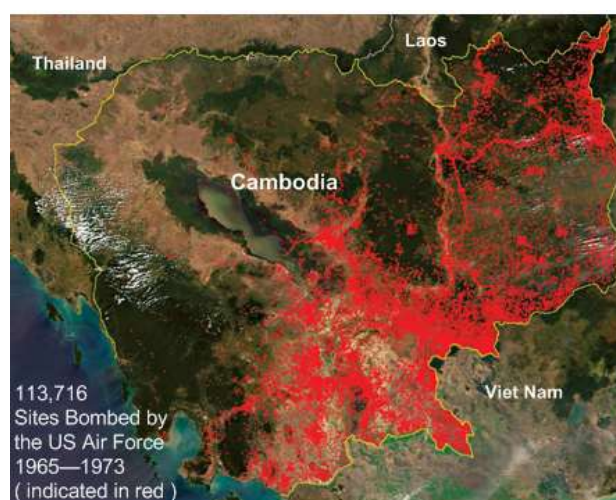 Laos
Thailand
Cambodia
Viet Nam
113,716
Sites Bombed by
the US Air Force
1965—1973
( indicated in red )